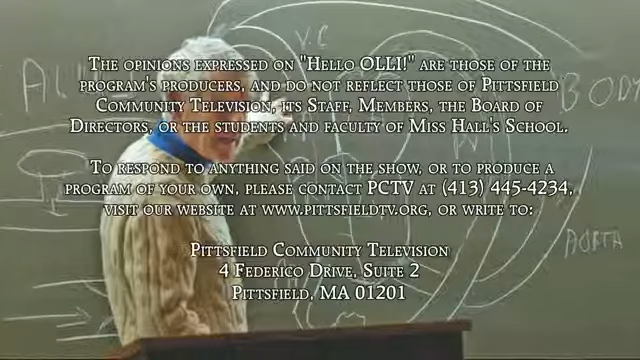 The opinions expressed on "Hello OLLI!" are those of the
program's producers, and do not reflect those of Pittsfield
Community Television, its Staff, Members, the Board of
Directors, or the students and faculty of Miss Hall's School.
To respond to anything said on the show, or to produce a
program of your own, please contact PCTV at (413) 445-4234,
visit our website at www.pittsfieldtv.org, or write to:
Pittsfield Community Television
4 Federico Drive, Suite 2
Pittsfield, MA 01201
V.C
BODY
AORTA